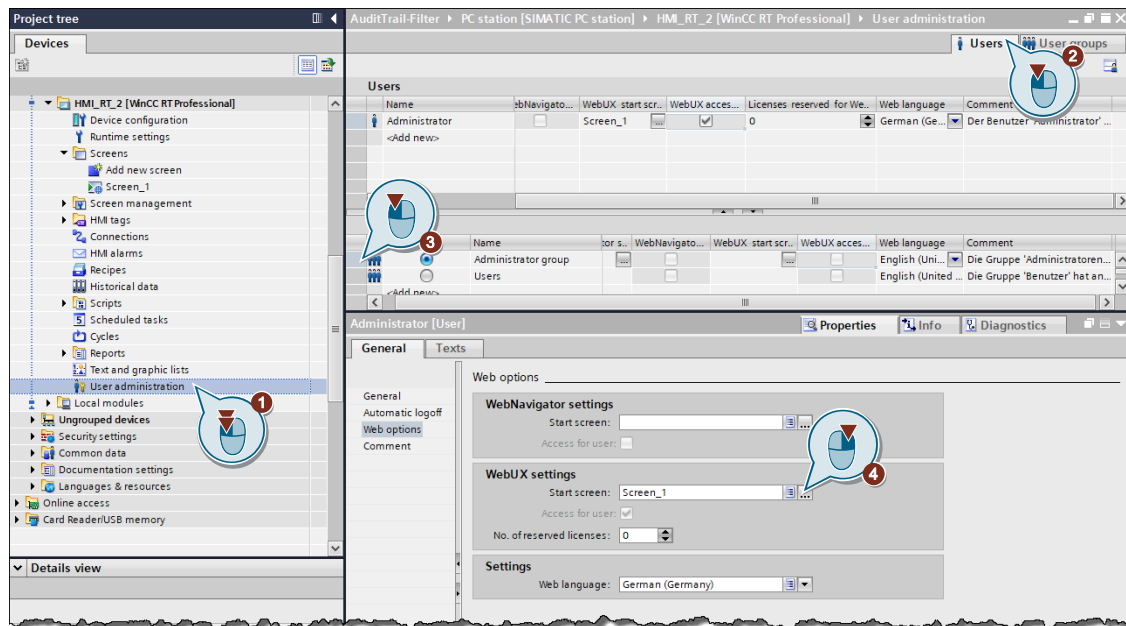 Project tree
Devices
HMI_RT_2 [WinCC RT Professional]
Device configuration
Runtime settings
Screens
Add new screen
Screen_1
Screen management
HMI tags
Connections
HMI alarms
Recipes
Historical data
Scripts
Scheduled tasks
Cycles
Reports
Text and graphic lists
User administration
1
Local modules
Ungrouped devices
Security settings
Common data
Documentation settings
Languages & resources
Online access
Card Reader/USB memory
Details view
AuditTrail-Filter PC station [SIMATIC PC station] HMI_RT_2 [WinCC RT Professional] User administration
Users User groups
2
Users
Name ebNavigato... WebUX start scr.. WebUX acces... Licenses reserved for We.. Web language Comment
Administrator Screen_1 ... 0 German (Ge... Der Benutzer 'Administrator' ...
<Add new>
3
Name tor s.. WebNavigato... WebUX start scr.. WebUX acces... Web language Comment
Administrator group ... ... English (Uni... Die Gruppe 'Administratoren...
Users English (United ... Die Gruppe 'Benutzer' hat an...
<Add new>
Administrator [User] Properties Info Diagnostics
General Texts
General
Automatic logoff
Web options
Comment
Web options
WebNavigator settings
Start screen: ...
Access for user:
WebUX settings
4
Start screen: Screen_1 ...
Access for user:
No. of reserved licenses: 0
Settings
Web language: German (Germany)